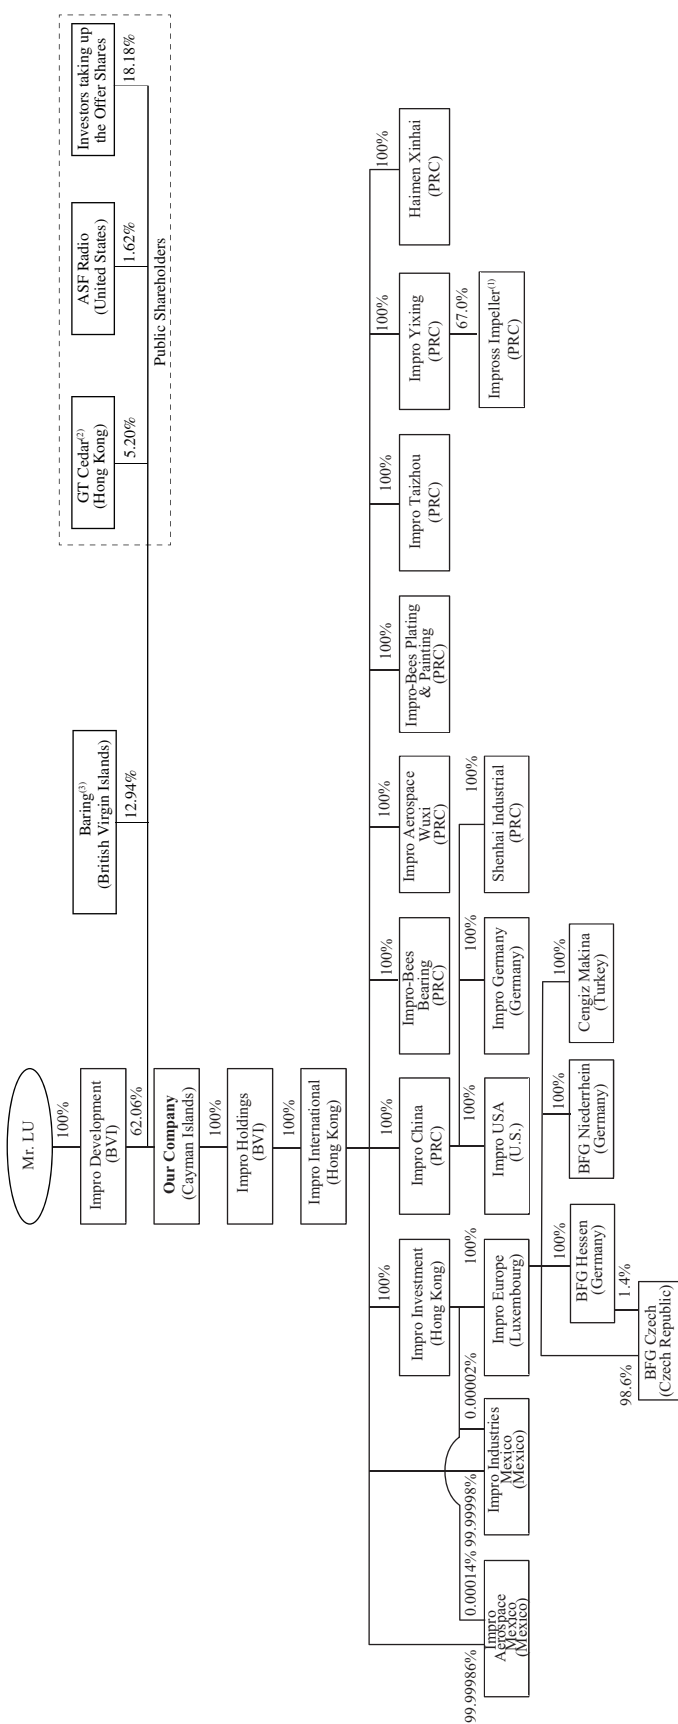 Mr. LU
100%
Impro Development
(BVI)
62.06%
Baring(3)
(British Virgin Islands)
12.94%
GT Cedar(2)
(Hong Kong)
5.20%
ASF Radio
(United States)
1.62%
Investors taking up
the Offer Shares
18.18%
Public Shareholders
Our Company
(Cayman Islands)
100%
Impro Holdings
(BVI)
100%
Impro International
(Hong Kong)
100%
Impro Investment
(Hong Kong)
100%
Impro China
(PRC)
100%
Impro-Bees
Bearing
(PRC)
100%
Impro Aerospace
Wuxi
(PRC)
100%
Impro-Bees Plating
& Painting
(PRC)
100%
Impro Taizhou
(PRC)
100%
Impro Yixing
(PRC)
100%
Haimen Xinhai
(PRC)
67.0%
Impross Impeller(1)
(PRC)
99.99986%
0.00014%
Impro
Aerospace
Mexico
(Mexico)
99.99998%
0.00002%
Impro Industries
Mexico
(Mexico)
100%
Impro Europe
(Luxembourg)
100%
Impro USA
(U.S.)
100%
Impro Germany
(Germany)
100%
Shenhai Industrial
(PRC)
100%
BFG Hessen
(Germany)
100%
BFG Niederrhein
(Germany)
100%
Cengiz Makina
(Turkey)
98.6%
1.4%
BFG Czech
(Czech Republic)